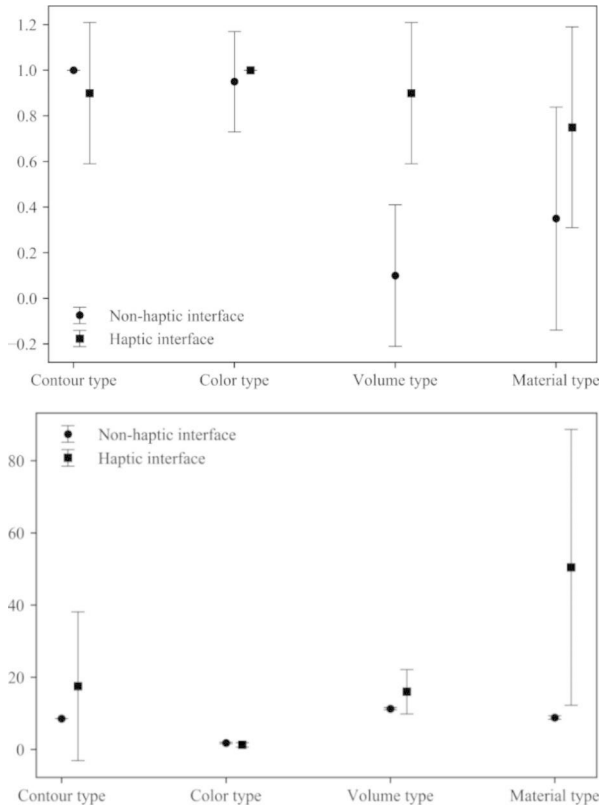 1.2
1.0
0.8
0.6
0.4
0.2
0.0
−0.2
Non-haptic interface
Haptic interface
Contour type Color type Volume type Material type
Non-haptic interface
Haptic interface
80
60
40
20
0
Contour type Color type Volume type Material type